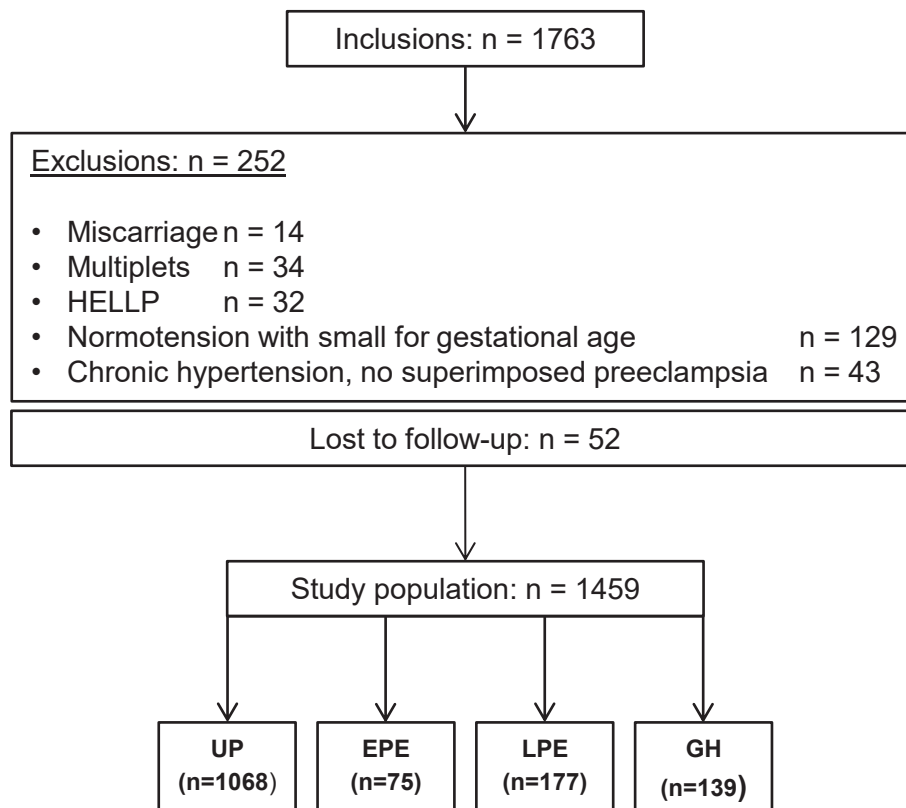 Inclusions: n = 1763
Exclusions: n = 252
• Miscarriage n = 14
• Multiplets n = 34
• HELLP n = 32
• Normotension with small for gestational age n = 129
• Chronic hypertension, no superimposed preeclampsia n = 43
Lost to follow-up: n = 52
Study population: n = 1459
UP
(n=1068)
EPE
(n=75)
LPE
(n=177)
GH
(n=139)